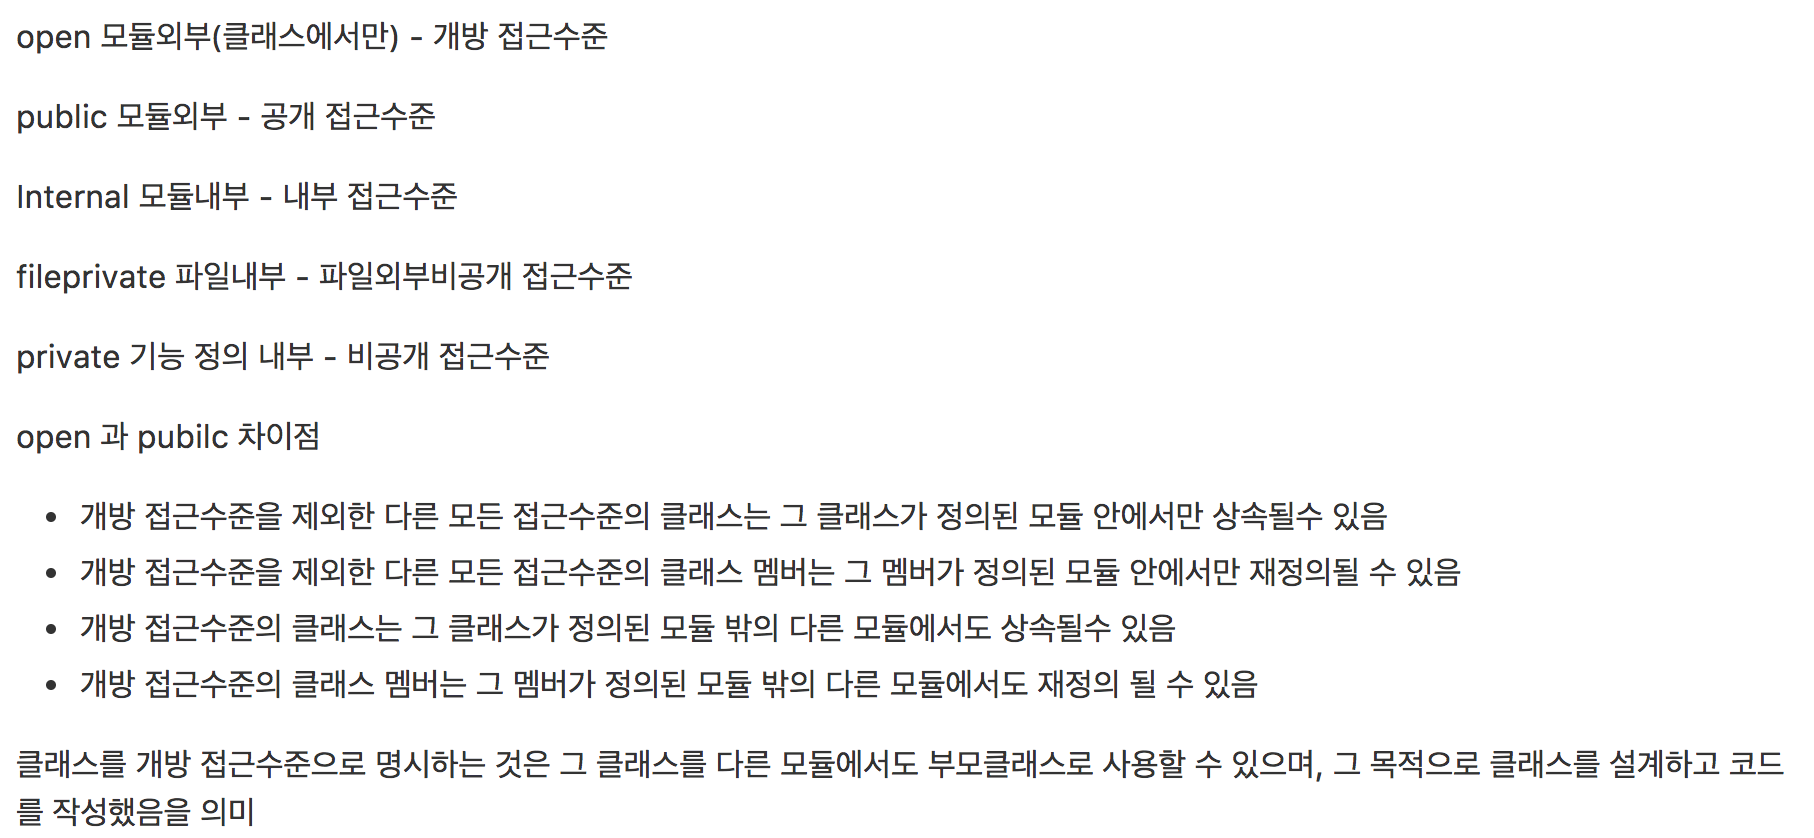 open 모듈외부(클래스에서만) - 개방 접근수준
public 모듈외부 - 공개 접근수준
Internal 모듈내부 - 내부 접근수준
fileprivate 파일내부 - 파일외부비공개 접근수준
private 기능 정의 내부 - 비공개 접근수준
open 과 pubilc 차이점
• 개방 접근수준을 제외한 다른 모든 접근수준의 클래스는 그 클래스가 정의된 모듈 안에서만 상속될수 있음
• 개방 접근수준을 제외한 다른 모든 접근수준의 클래스 멤버는 그 멤버가 정의된 모듈 안에서만 재정의될 수 있음
• 개방 접근수준의 클래스는 그 클래스가 정의된 모듈 밖의 다른 모듈에서도 상속될수 있음
• 개방 접근수준의 클래스 멤버는 그 멤버가 정의된 모듈 밖의 다른 모듈에서도 재정의 될 수 있음
클래스를 개방 접근수준으로 명시하는 것은 그 클래스를 다른 모듈에서도 부모클래스로 사용할 수 있으며, 그 목적으로 클래스를 설계하고 코드
를 작성했음을 의미